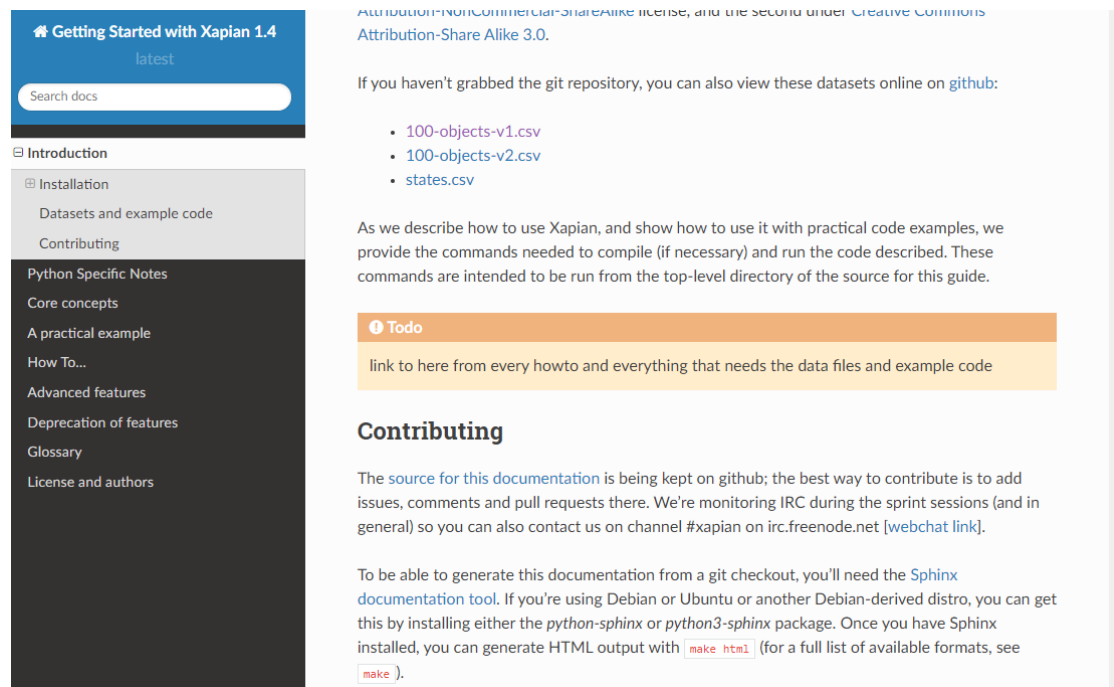 Getting Started with Xapian 1.4
latest
Search docs
Introduction
Installation
Datasets and example code
Contributing
Python Specific Notes
Core concepts
A practical example
How To...
Advanced features
Deprecation of features
Glossary
License and authors
Attribution-NonCommercial-ShareAlike license, and the second under Creative Commons
Attribution-Share Alike 3.0.
If you haven't grabbed the git repository, you can also view these datasets online on github:
• 100-objects-v1.csv
• 100-objects-v2.csv
• states.csv
As we describe how to use Xapian, and show how to use it with practical code examples, we
provide the commands needed to compile (if necessary) and run the code described. These
commands are intended to be run from the top-level directory of the source for this guide.
Todo
link to here from every howto and everything that needs the data files and example code
Contributing
The source for this documentation is being kept on github; the best way to contribute is to add
issues, comments and pull requests there. We're monitoring IRC during the sprint sessions (and in
general) so you can also contact us on channel #xapian on irc.freenode.net [webchat link].
To be able to generate this documentation from a git checkout, you'll need the Sphinx
documentation tool. If you're using Debian or Ubuntu or another Debian-derived distro, you can get
this by installing either the python-sphinx or python3-sphinx package. Once you have Sphinx
installed, you can generate HTML output with make html (for a full list of available formats, see
make ).